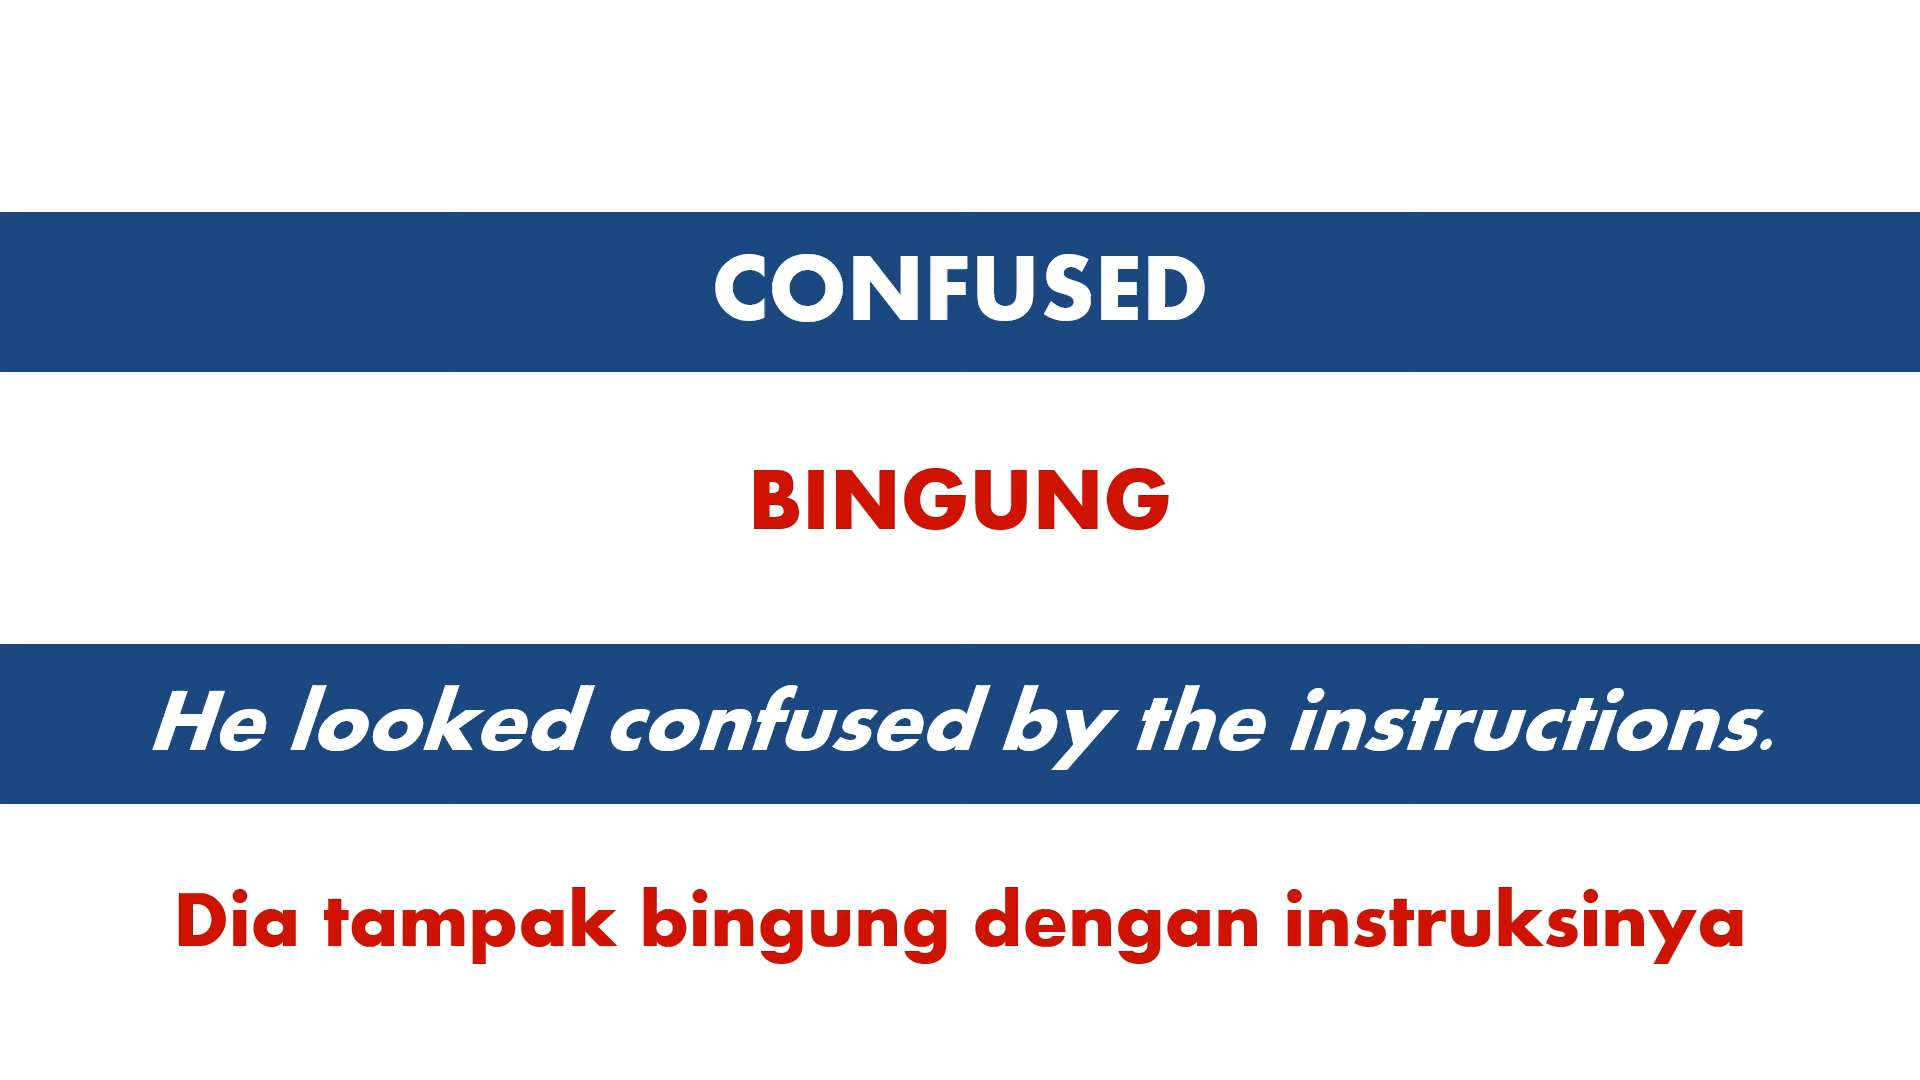 CONFUSED
BINGUNG
He looked confused by the instructions.
Dia tampak bingung dengan instruksinya